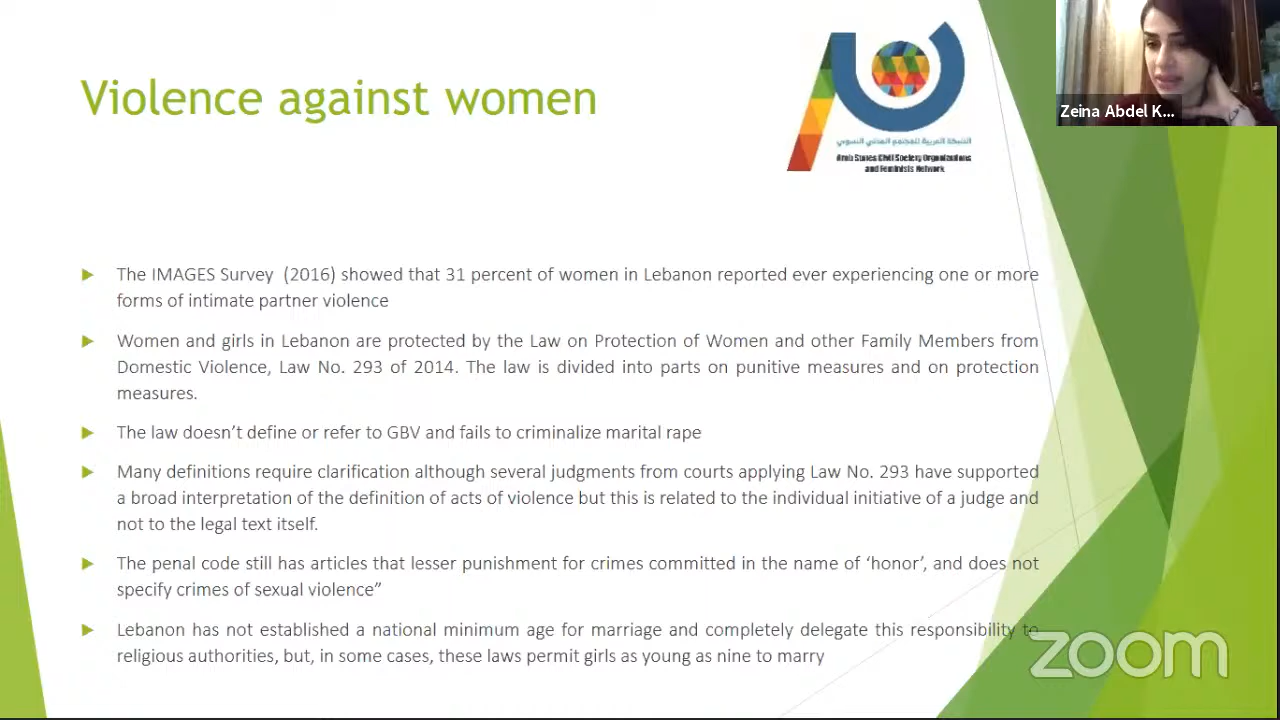 Violence against women
الشبكة العربية للمجتمع المدني النسوي
Arab States Civil Society Organizations
and Feminists Network
Zeina Abdel K...
The IMAGES Survey (2016) showed that 31 percent of women in Lebanon reported ever experiencing one or more
forms of intimate partner violence
Women and girls in Lebanon are protected by the Law on Protection of Women and other Family Members from
Domestic Violence, Law No. 293 of 2014. The law is divided into parts on punitive measures and on protection
measures.
The law doesn't define or refer to GBV and fails to criminalize marital rape
Many definitions require clarification although several judgments from courts applying Law No. 293 have supported
a broad interpretation of the definition of acts of violence but this is related to the individual initiative of a judge and
not to the legal text itself.
The penal code still has articles that lesser punishment for crimes committed in the name of ‘honor’, and does not
specify crimes of sexual violence”
Lebanon has not established a national minimum age for marriage and completely delegate this responsibility to
religious authorities, but, in some cases, these laws permit girls as young as nine to marry
zoom